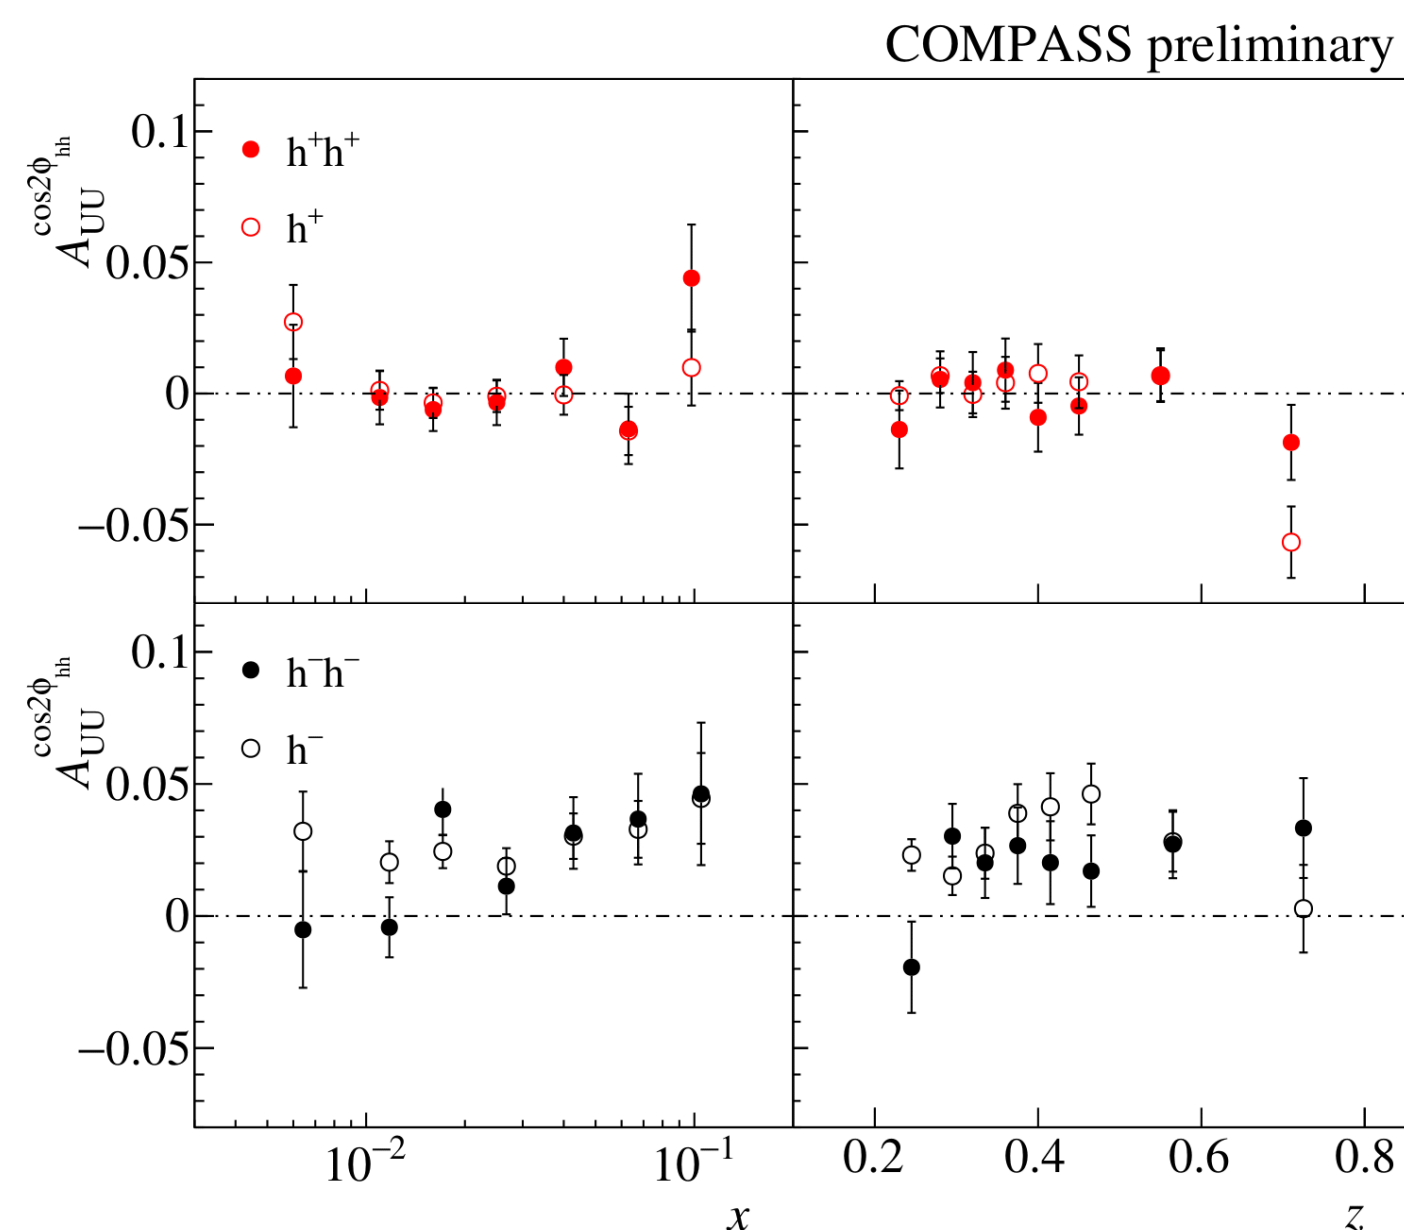 COMPASS preliminary
A_UU^cos2ϕ_hh
0.1
0.05
0
−0.05
h⁺h⁺
h⁺
A_UU^cos2ϕ_hh
0.1
0.05
0
−0.05
h⁻h⁻
h⁻
10⁻² 10⁻¹ 0.2 0.4 0.6 0.8
x z